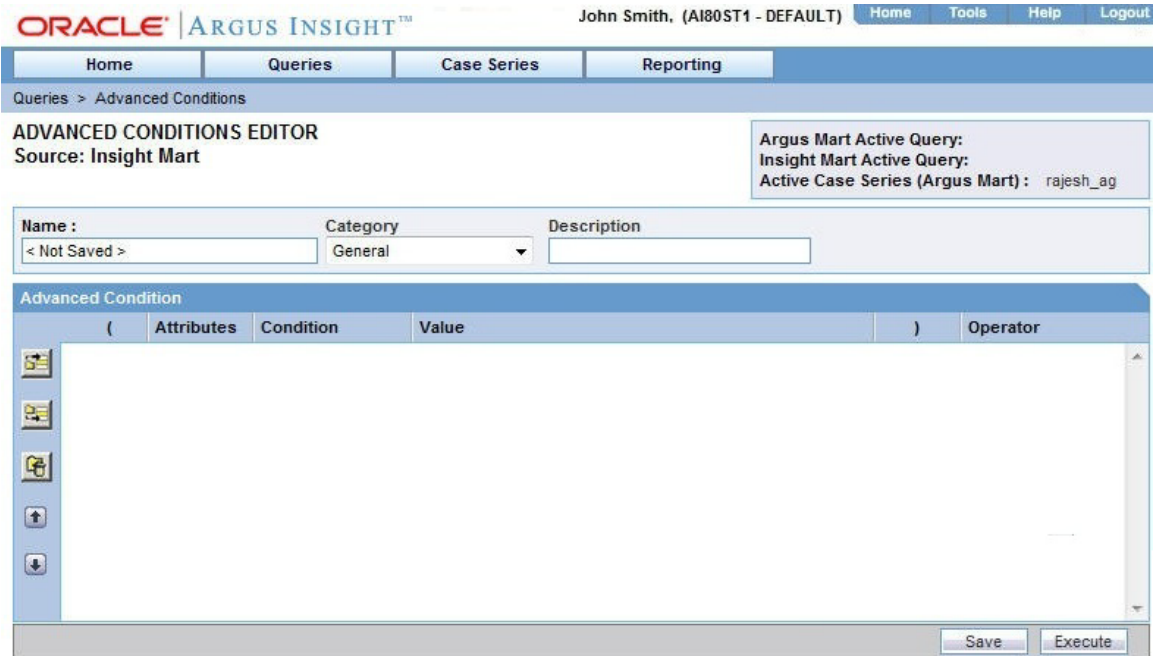 ORACLE | ARGUS INSIGHT™
John Smith, (AI80ST1 - DEFAULT) Home Tools Help Logout
Home Queries Case Series Reporting
Queries > Advanced Conditions
ADVANCED CONDITIONS EDITOR
Source: Insight Mart
Argus Mart Active Query:
Insight Mart Active Query:
Active Case Series (Argus Mart) : rajesh_ag
Name : Category Description
< Not Saved > General
Advanced Condition
( Attributes Condition Value ) Operator
Save Execute